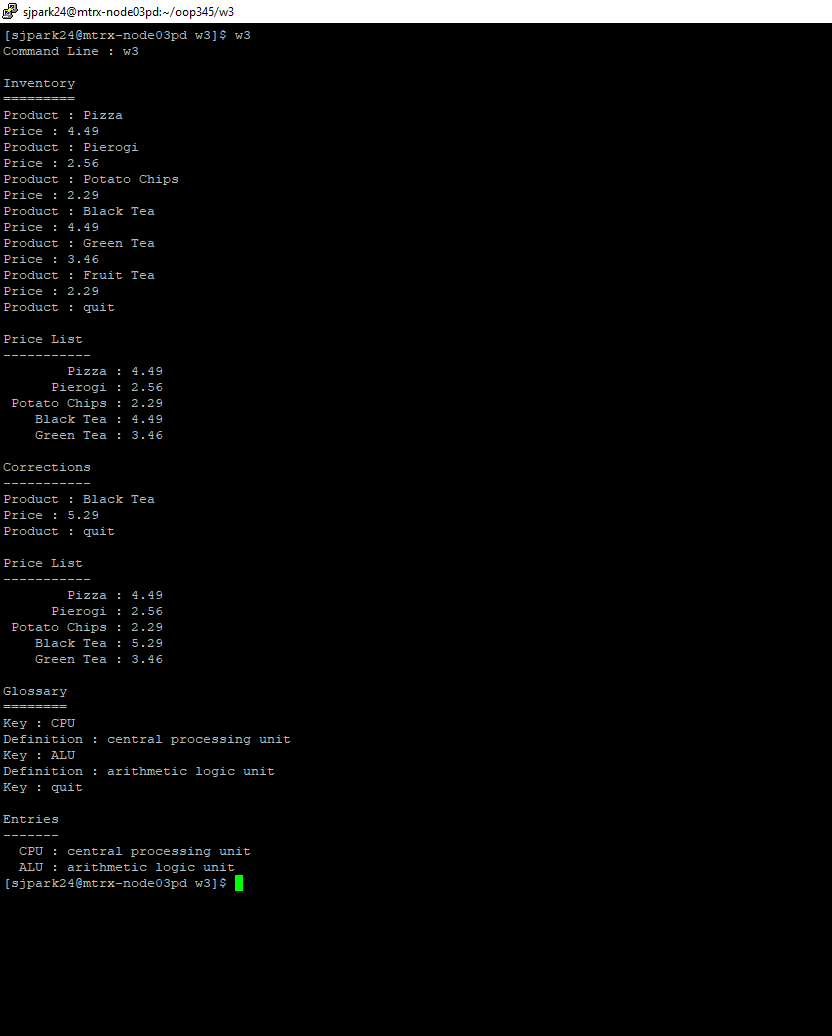 sjpark24@mtrx-node03pd:~/oop345/w3
[sjpark24@mtrx-node03pd w3]$ w3
Command Line : w3
Inventory
=========
Product : Pizza
Price : 4.49
Product : Pierogi
Price : 2.56
Product : Potato Chips
Price : 2.29
Product : Black Tea
Price : 4.49
Product : Green Tea
Price : 3.46
Product : Fruit Tea
Price : 2.29
Product : quit
Price List
-----------
Pizza : 4.49
Pierogi : 2.56
Potato Chips : 2.29
Black Tea : 4.49
Green Tea : 3.46
Corrections
-----------
Product : Black Tea
Price : 5.29
Product : quit
Price List
-----------
Pizza : 4.49
Pierogi : 2.56
Potato Chips : 2.29
Black Tea : 5.29
Green Tea : 3.46
Glossary
========
Key : CPU
Definition : central processing unit
Key : ALU
Definition : arithmetic logic unit
Key : quit
Entries
-------
CPU : central processing unit
ALU : arithmetic logic unit
[sjpark24@mtrx-node03pd w3]$